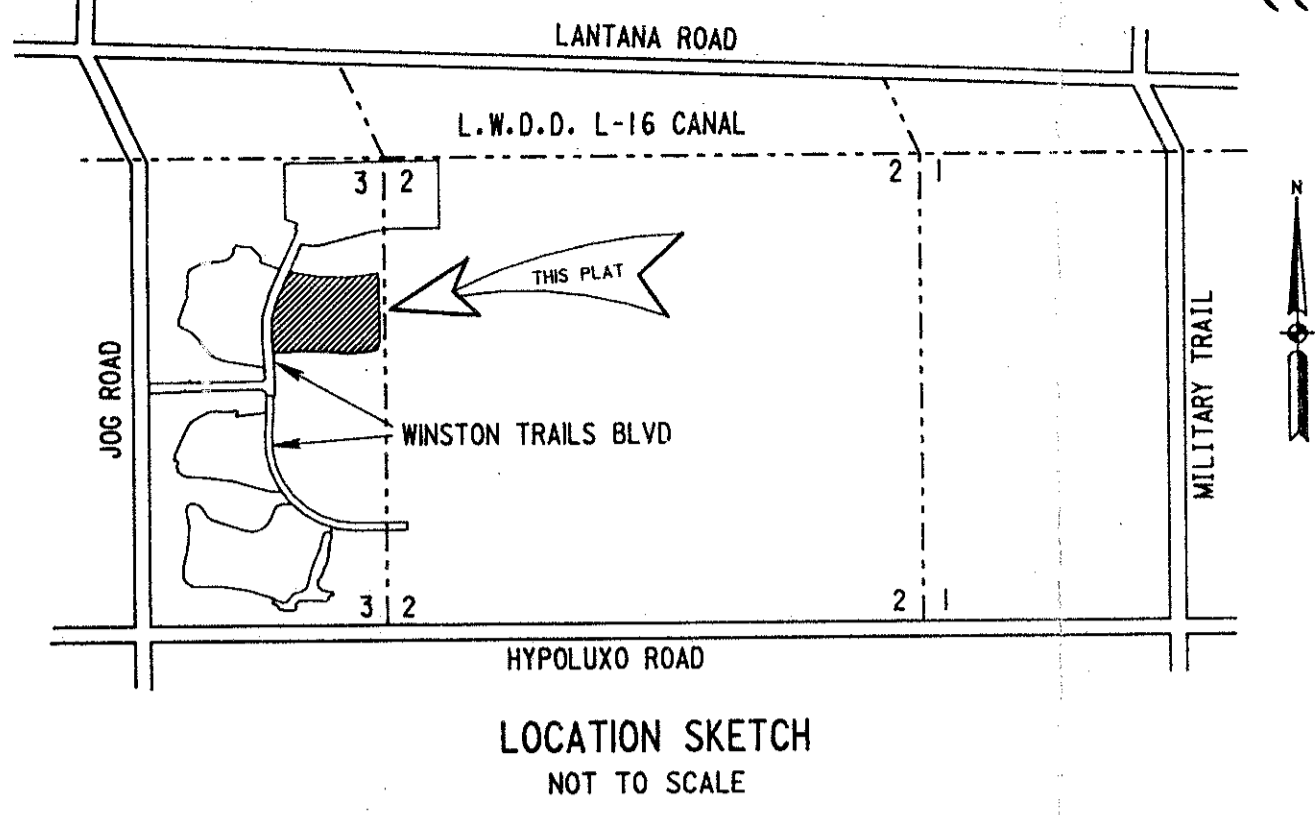 LANTANA ROAD
L.W.D.D. L-16 CANAL
3 2
2 1
N
THIS PLAT
JOG ROAD
MILITARY TRAIL
WINSTON TRAILS BLVD
3 2
2 1
HYPOLUXO ROAD
LOCATION SKETCH
NOT TO SCALE